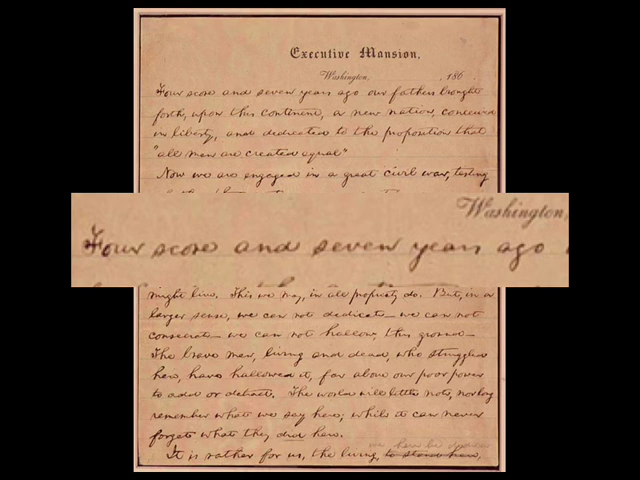 Executive Mansion,
Washington, , 186 .
Four score and seven years ago our fathers brought
forth, upon this continent, a new nation, conceived
in liberty, and dedicated to the proposition that
"all men are created equal"
Now we are engaged in a great civil war, testing
Washington,
Four score and seven years ago
might live. This we may, in all propriety do. But, in a
larger sense, we can not dedicate — we can not
consecrate — we can not hallow, this ground —
The brave men, living and dead, who struggled
here, have hallowed it, far above our poor power
to add or detract. The world will little note, nor long
remember what we say here; while it can never
forget what they did here.
we here be dedica
It is rather for us, the living, to stand here,